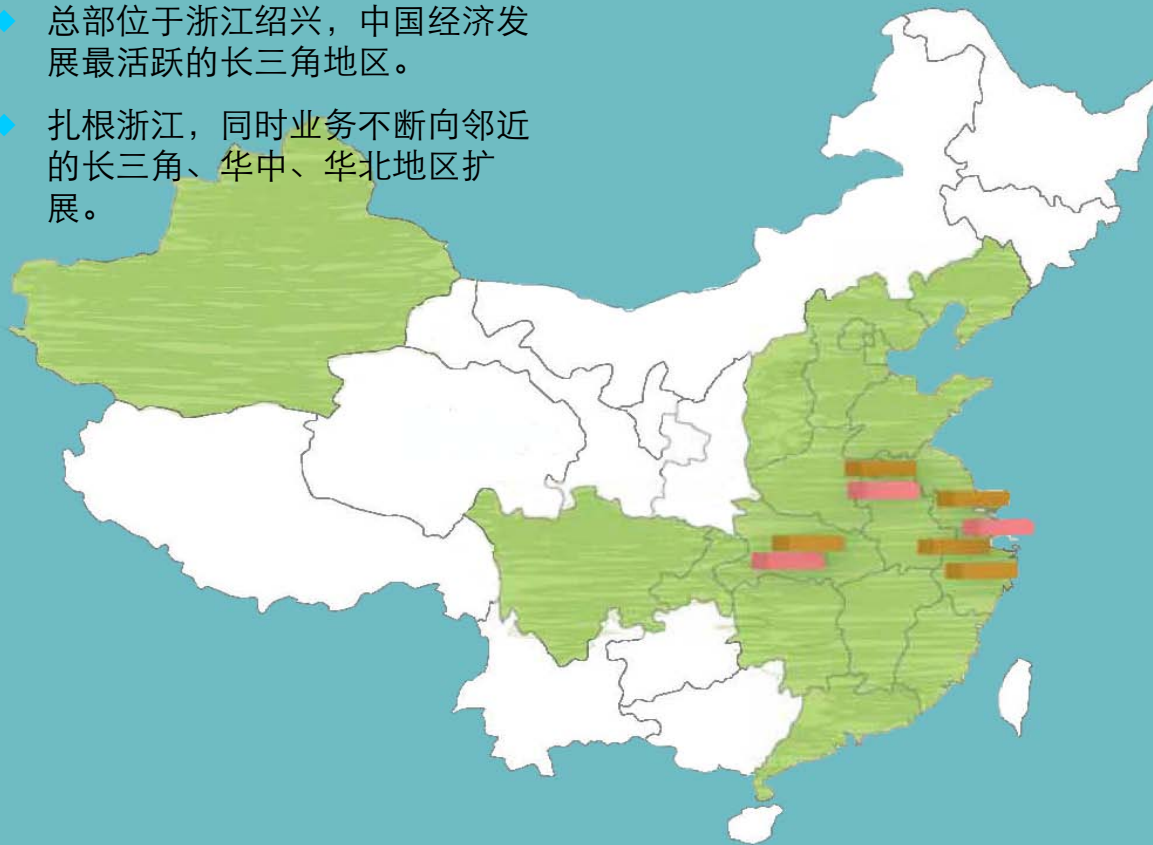 总部位于浙江绍兴，中国经济发
展最活跃的长三角地区。
扎根浙江，同时业务不断向邻近
的长三角、华中、华北地区扩
展。